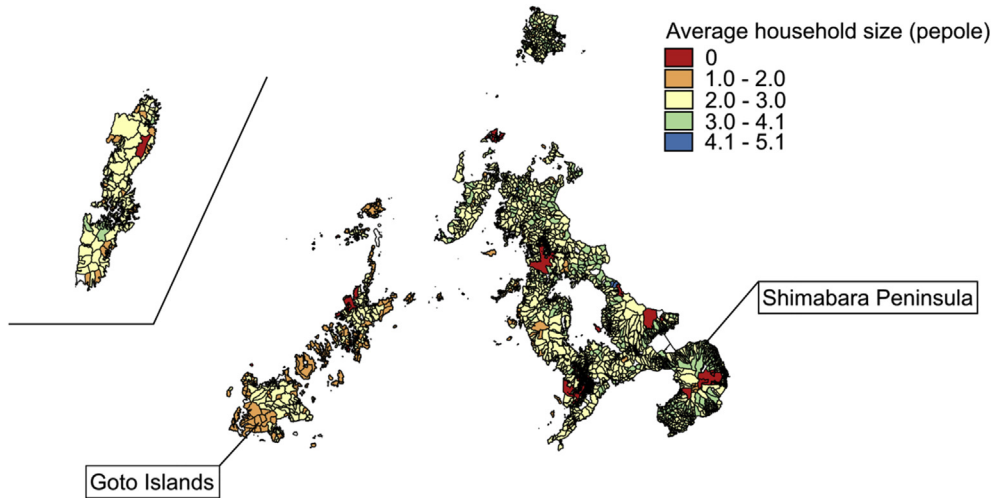 Average household size (pepole)
0
1.0 - 2.0
2.0 - 3.0
3.0 - 4.1
4.1 - 5.1
Shimabara Peninsula
Goto Islands